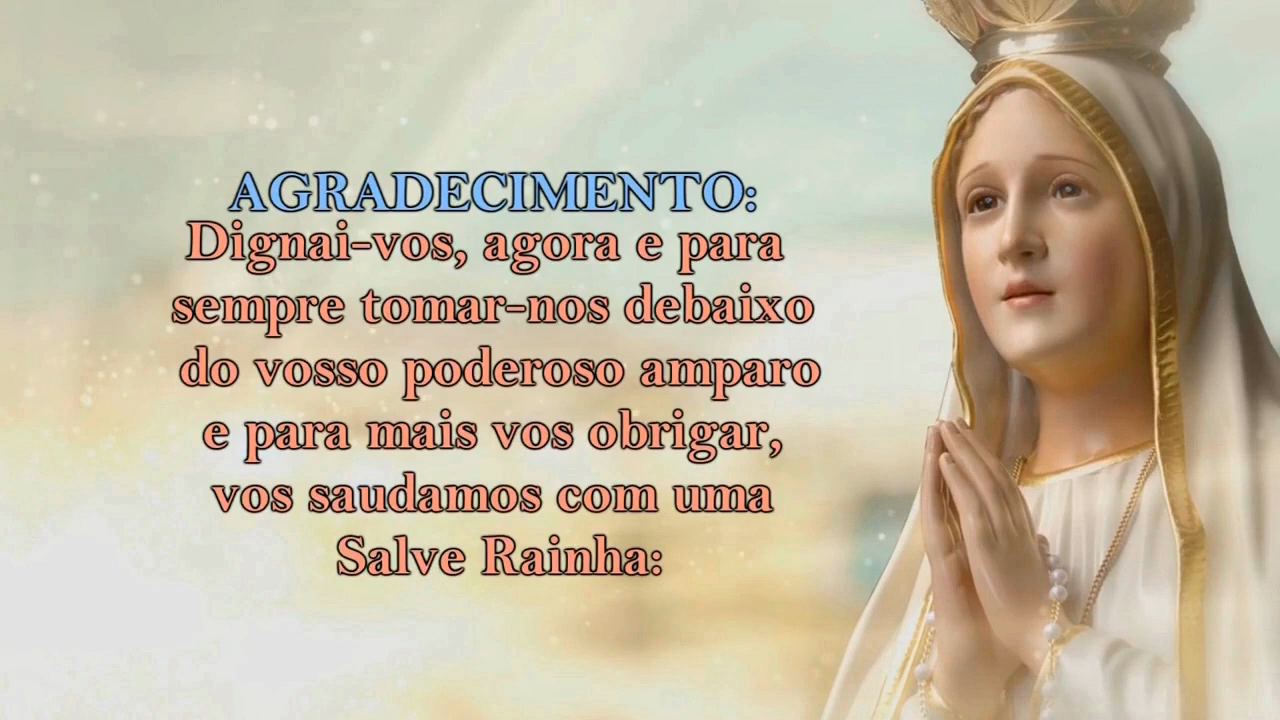 AGRADECIMENTO:
Dignai-vos, agora e para
sempre tomar-nos debaixo
do vosso poderoso amparo
e para mais vos obrigar,
vos saudamos com uma
Salve Rainha: